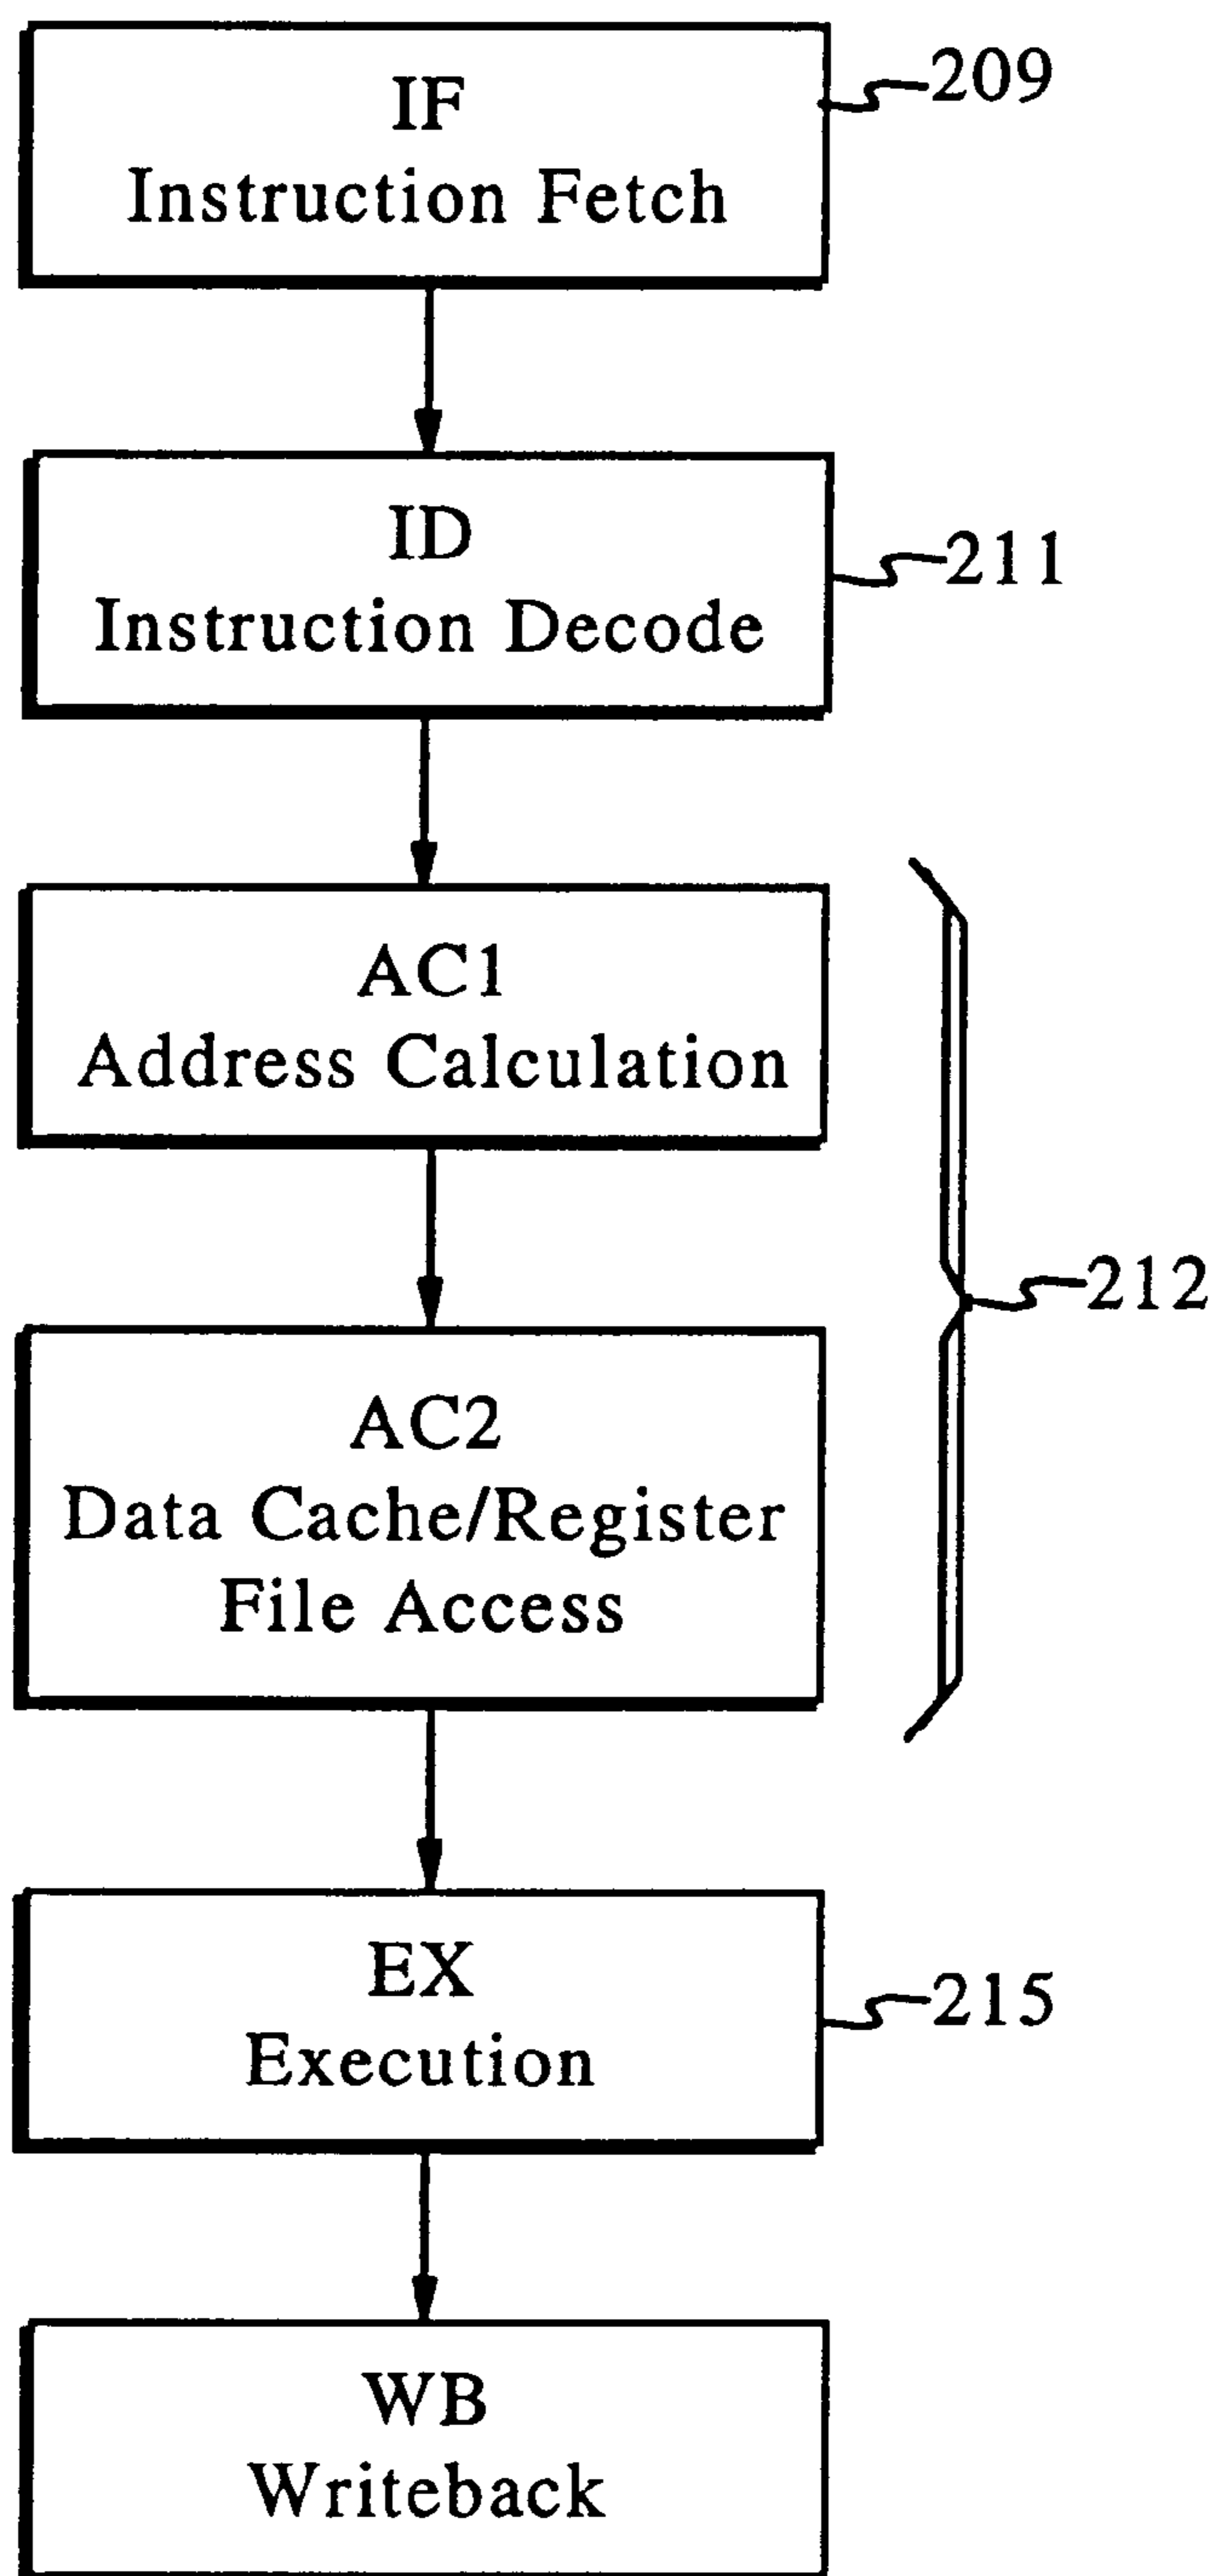 IF
Instruction Fetch
209
ID
Instruction Decode
211
AC1
Address Calculation
212
AC2
Data Cache/Register
File Access
EX
Execution
215
WB
Writeback